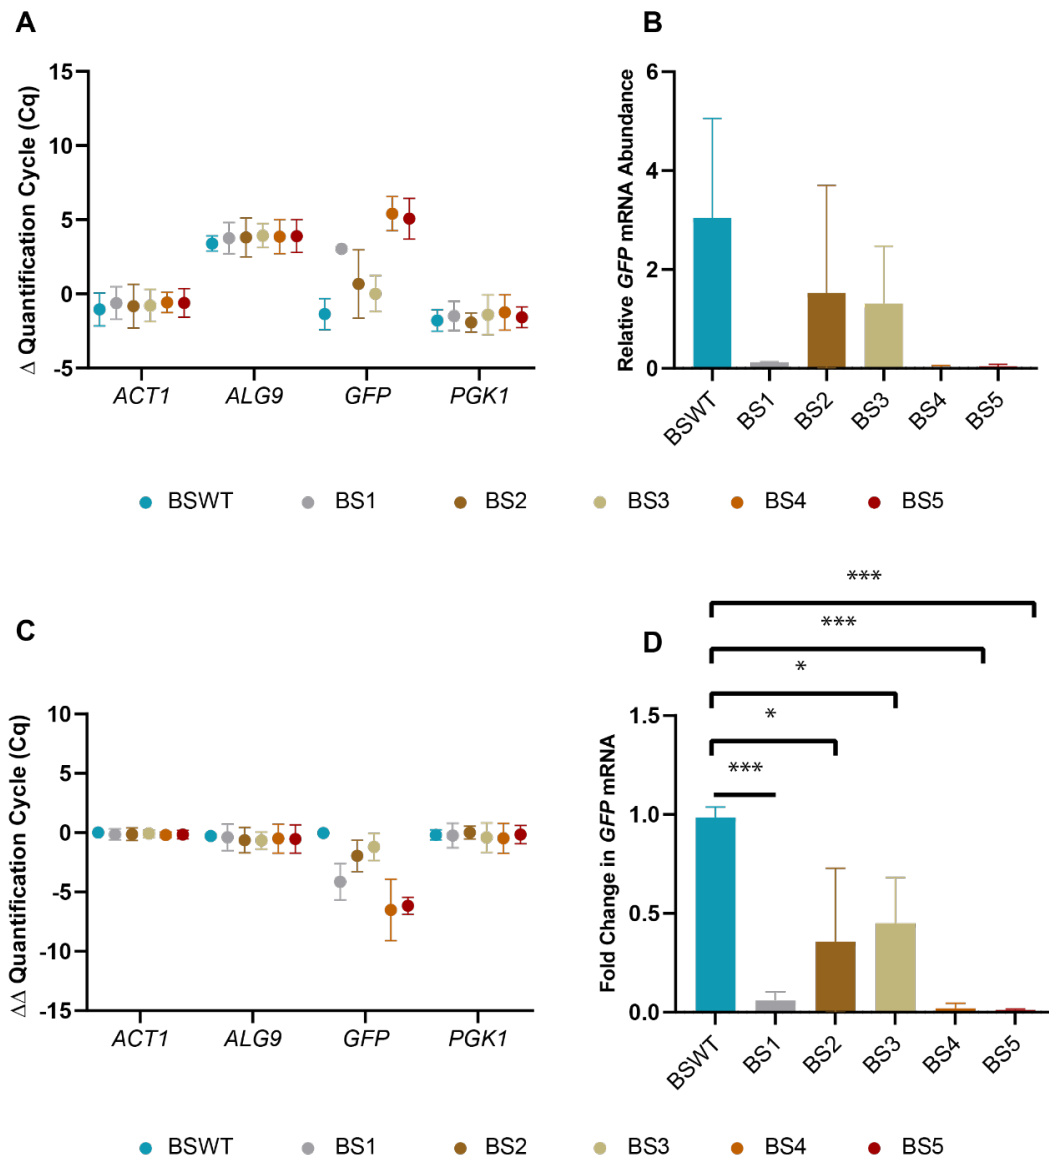 A
B
Δ Quantification Cycle (Cq)
15
10
5
0
-5
ACT1
ALG9
GFP
PGK1
Relative GFP mRNA Abundance
6
4
2
0
BSWT
BS1
BS2
BS3
BS4
BS5
BSWT BS1 BS2 BS3 BS4 BS5
C
D
ΔΔ Quantification Cycle (Cq)
10
5
0
-5
-10
-15
ACT1
ALG9
GFP
PGK1
***
***
*
*
***
Fold Change in GFP mRNA
1.5
1.0
0.5
0.0
BSWT
BS1
BS2
BS3
BS4
BS5
BSWT BS1 BS2 BS3 BS4 BS5